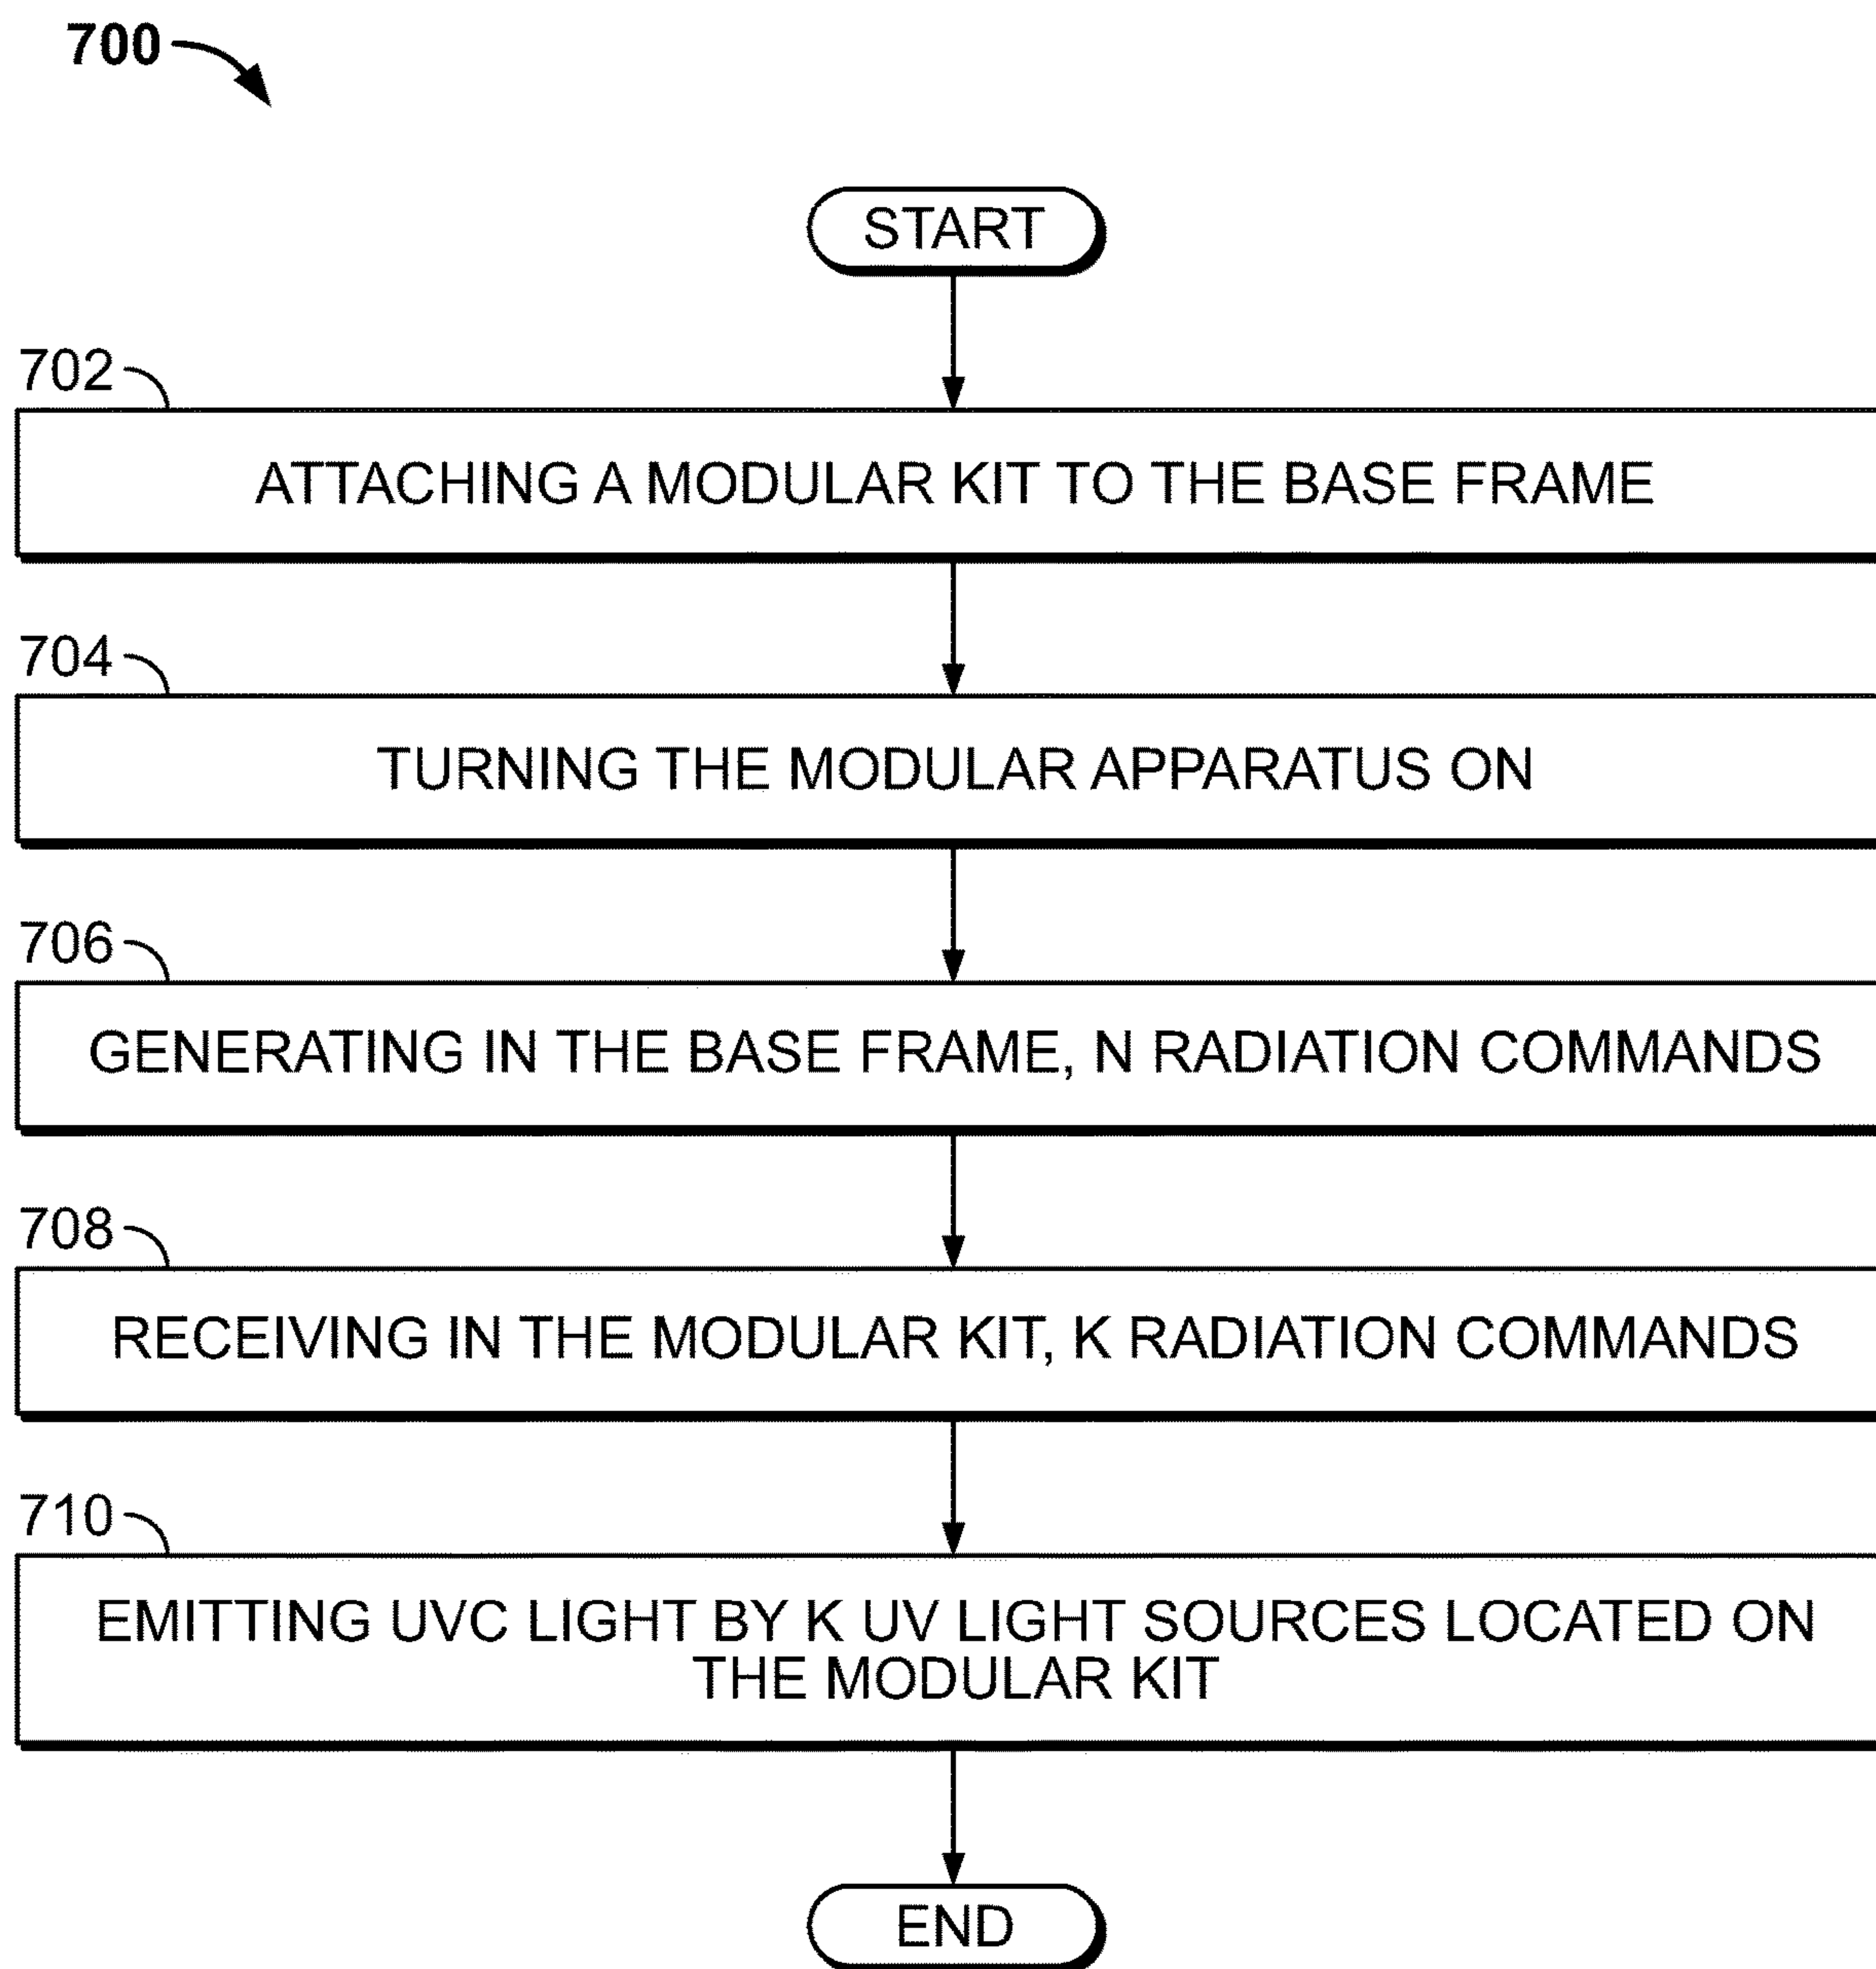 700
START
702
ATTACHING A MODULAR KIT TO THE BASE FRAME
704
TURNING THE MODULAR APPARATUS ON
706
GENERATING IN THE BASE FRAME, N RADIATION COMMANDS
708
RECEIVING IN THE MODULAR KIT, K RADIATION COMMANDS
710
EMITTING UVC LIGHT BY K UV LIGHT SOURCES LOCATED ON
THE MODULAR KIT
END